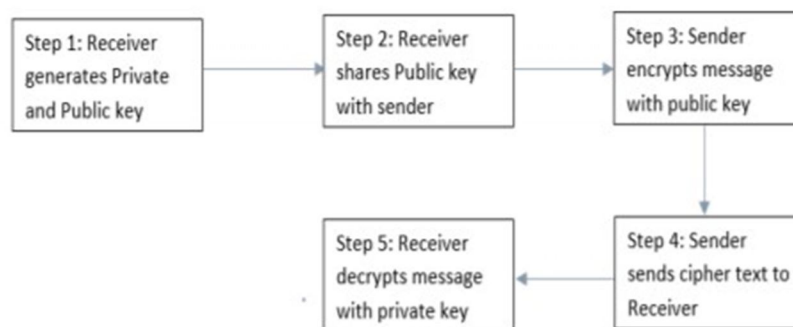 Step 1: Receiver
generates Private
and Public key
Step 2: Receiver
shares Public key
with sender
Step 3: Sender
encrypts message
with public key
Step 4: Sender
sends cipher text to
Receiver
Step 5: Receiver
decrypts message
with private key